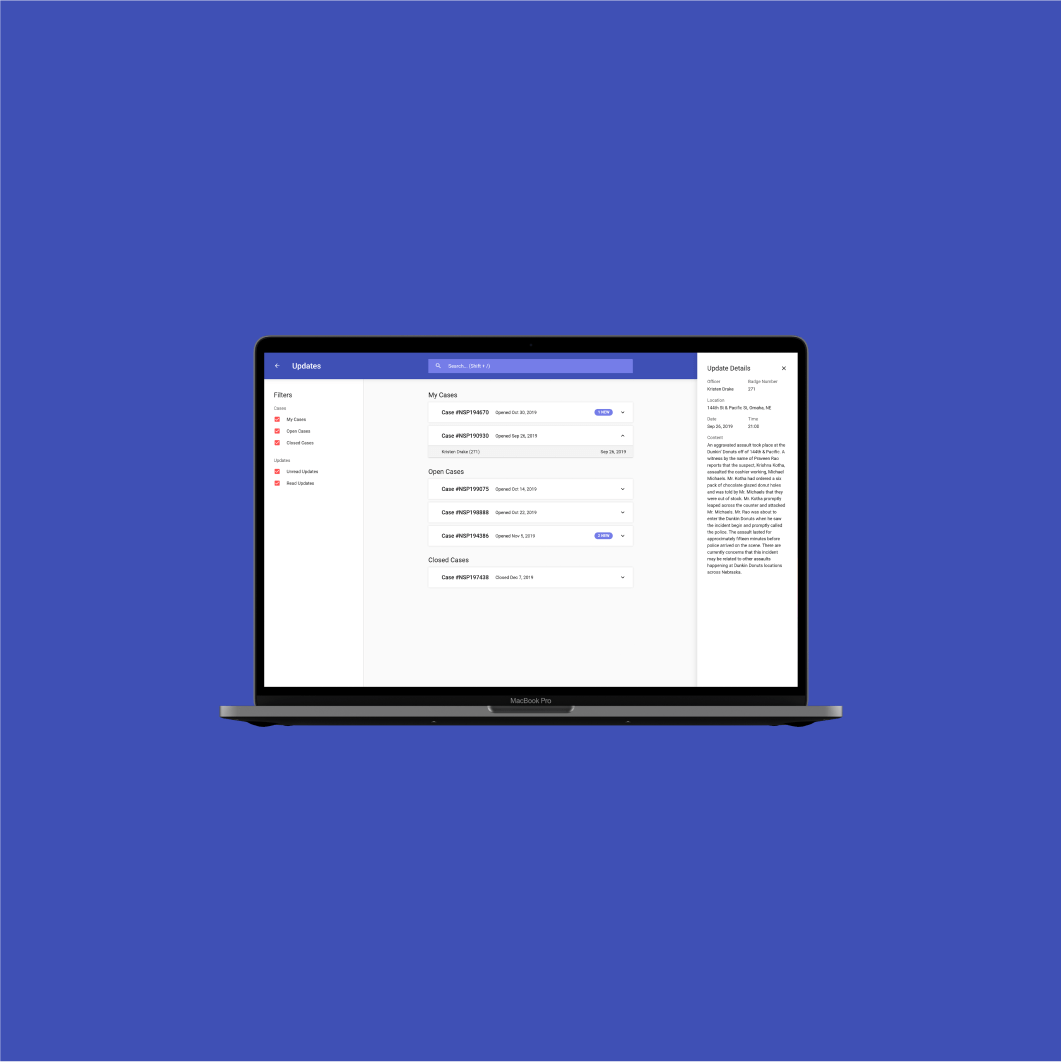 Updates
Search... (Shift + /)
Filters
Cases
My Cases
Open Cases
Closed Cases
Updates
Unread Updates
Read Updates
My Cases
Case #NSP194670 Opened Oct 30, 2019 1 NEW
Case #NSP190930 Opened Sep 26, 2019
Kristen Drake (271) Sep 26, 2019
Open Cases
Case #NSP199075 Opened Oct 14, 2019
Case #NSP198888 Opened Oct 22, 2019
Case #NSP194386 Opened Nov 5, 2019 2 NEW
Closed Cases
Case #NSP197438 Closed Dec 7, 2019
Update Details
Officer Badge Number
Kristen Drake 271
Location
144th St & Pacific St, Omaha, NE
Date Time
Sep 26, 2019 21:02
Content
An aggravated assault took place at the
Dunkin' Donuts off of 144th & Pacific. A
witness by the name of Praveen Rao
reports that the suspect, Krishna Kotha,
assaulted the cashier working, Michael
Michaels. Mr. Kotha had ordered a six
pack of chocolate glazed donut holes
and was told by Mr. Michaels that they
were out of stock. Mr. Kotha promptly
leaped across the counter and attacked
Mr. Michaels. Mr. Rao was about to
enter the Dunkin Donuts when he saw
the incident begin and promptly called
the police. The assault lasted for
approximately fifteen minutes before
police arrived on the scene. There are
currently concerns that this incident
may be related to other assaults
happening at Dunkin Donuts locations
across Nebraska.
MacBook Pro